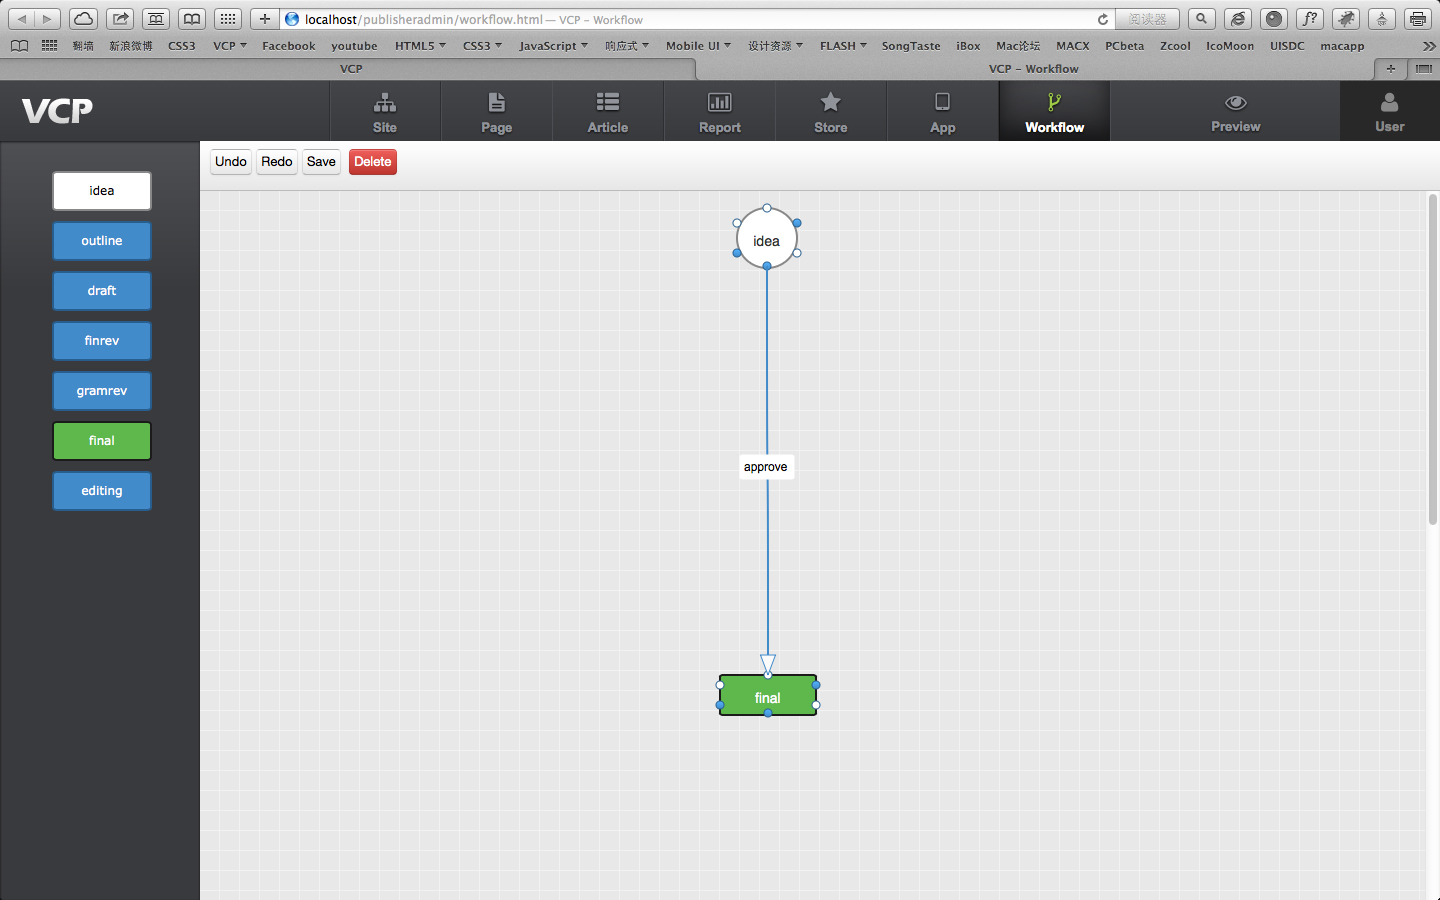 localhost/publisheradmin/workflow.html — VCP – Workflow
阅读器
翻墙 新浪微博 CSS3 VCP Facebook youtube HTML5 CSS3 JavaScript 响应式 Mobile UI 设计资源 FLASH SongTaste iBox Mac论坛 MACX PCbeta Zcool IcoMoon UISDC macapp
VCP VCP – Workflow
VCP Site Page Article Report Store App Workflow Preview User
Undo Redo Save Delete
idea
outline
draft
finrev
gramrev
final
editing
idea
approve
final